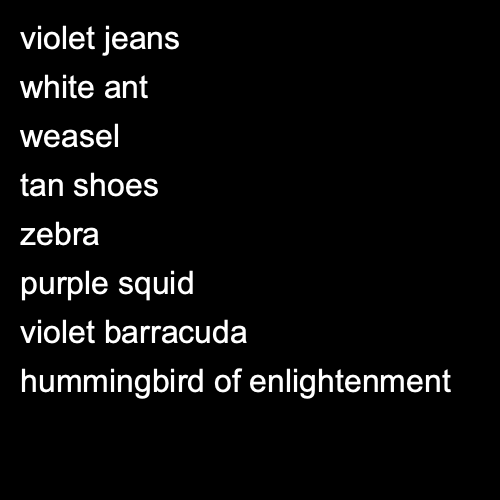 violet jeans
white ant
weasel
tan shoes
zebra
purple squid
violet barracuda
hummingbird of enlightenment